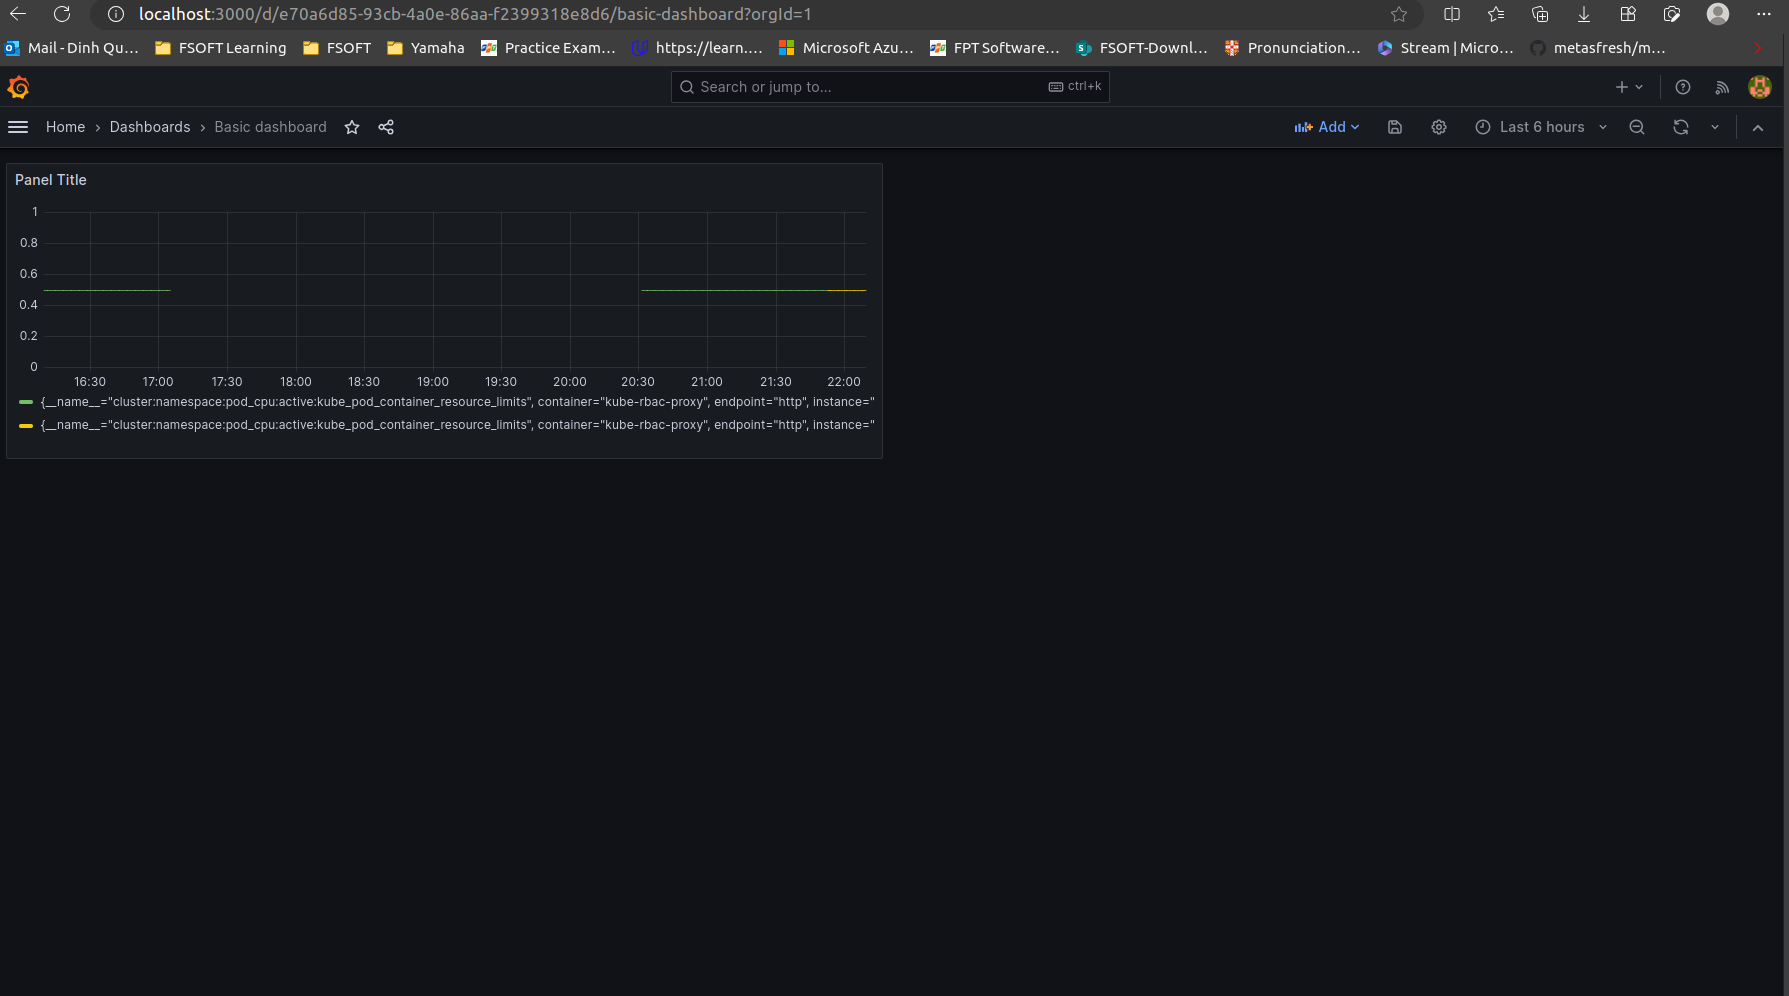 localhost:3000/d/e70a6d85-93cb-4a0e-86aa-f2399318e8d6/basic-dashboard?orgId=1
Mail - Dinh Qu... FSOFT Learning FSOFT Yamaha Practice Exam... https://learn.... Microsoft Azu... FPT Software... FSOFT-Downl... Pronunciation... Stream | Micro... metasfresh/m...
Search or jump to... ctrl+k
Home › Dashboards › Basic dashboard Add Last 6 hours
Panel Title
1
0.8
0.6
0.4
0.2
0
16:30 17:00 17:30 18:00 18:30 19:00 19:30 20:00 20:30 21:00 21:30 22:00
{__name__="cluster:namespace:pod_cpu:active:kube_pod_container_resource_limits", container="kube-rbac-proxy", endpoint="http", instance="
{__name__="cluster:namespace:pod_cpu:active:kube_pod_container_resource_limits", container="kube-rbac-proxy", endpoint="http", instance="